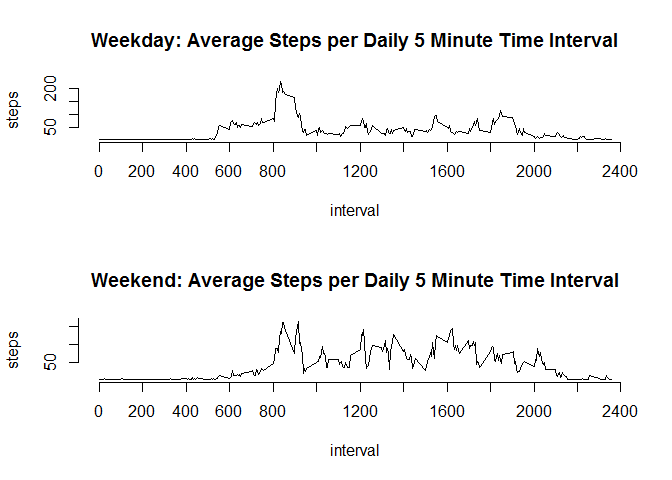 Weekday: Average Steps per Daily 5 Minute Time Interval
steps
50
200
0 200 400 600 800 1200 1600 2000 2400
interval
Weekend: Average Steps per Daily 5 Minute Time Interval
steps
50
0 200 400 600 800 1200 1600 2000 2400
interval